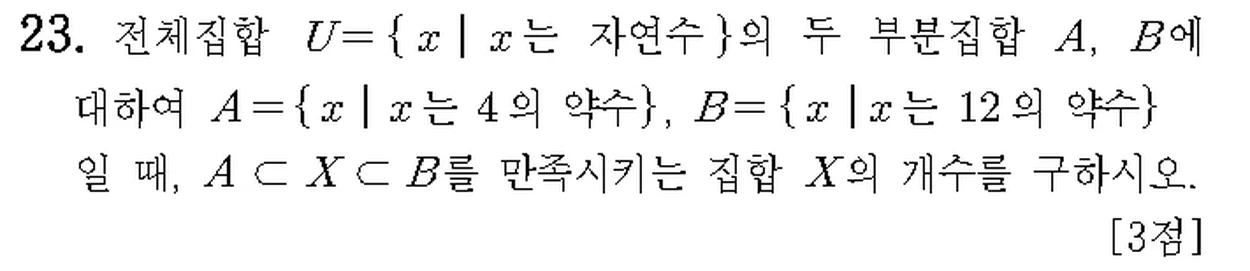 23. 전체집합 U={ x | x는 자연수}의 두 부분집합 A, B에
대하여 A={ x | x는 4의 약수}, B={ x | x는 12의 약수}
일 때, A ⊂ X ⊂ B를 만족시키는 집합 X의 개수를 구하시오.
[3점]